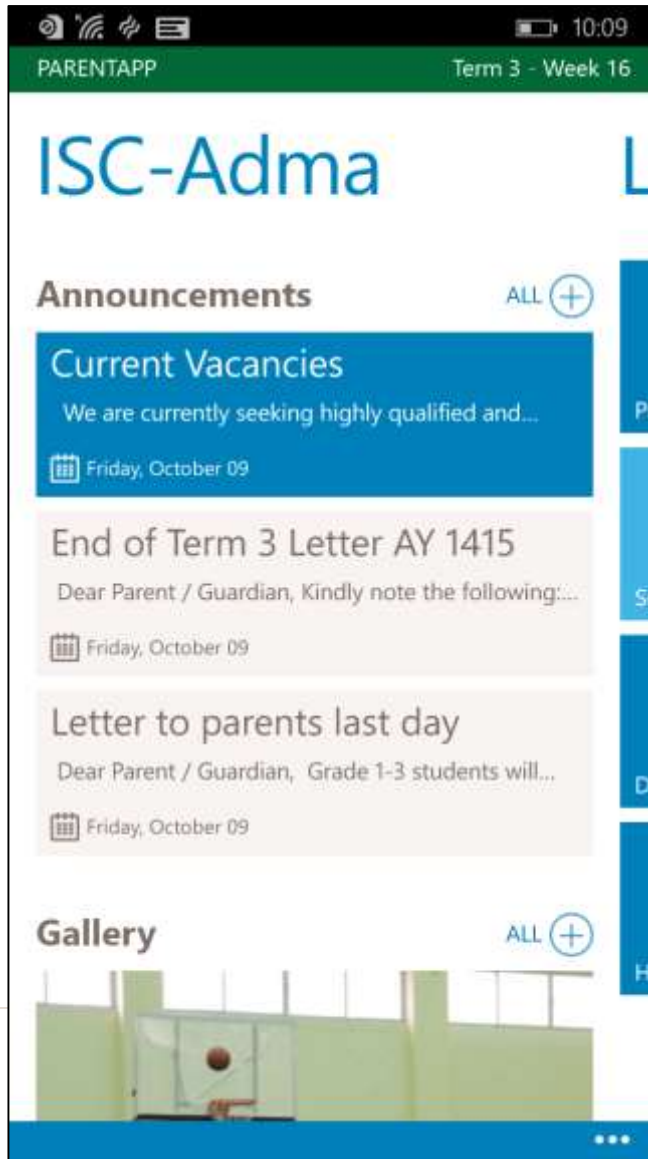 10:09
PARENTAPP Term 3 - Week 16
ISC-Adma L
Announcements ALL
Current Vacancies
We are currently seeking highly qualified and...
P
Friday, October 09
End of Term 3 Letter AY 1415
Dear Parent / Guardian, Kindly note the following:...
S
Friday, October 09
Letter to parents last day
Dear Parent / Guardian,  Grade 1-3 students will...
D
Friday, October 09
Gallery ALL
H